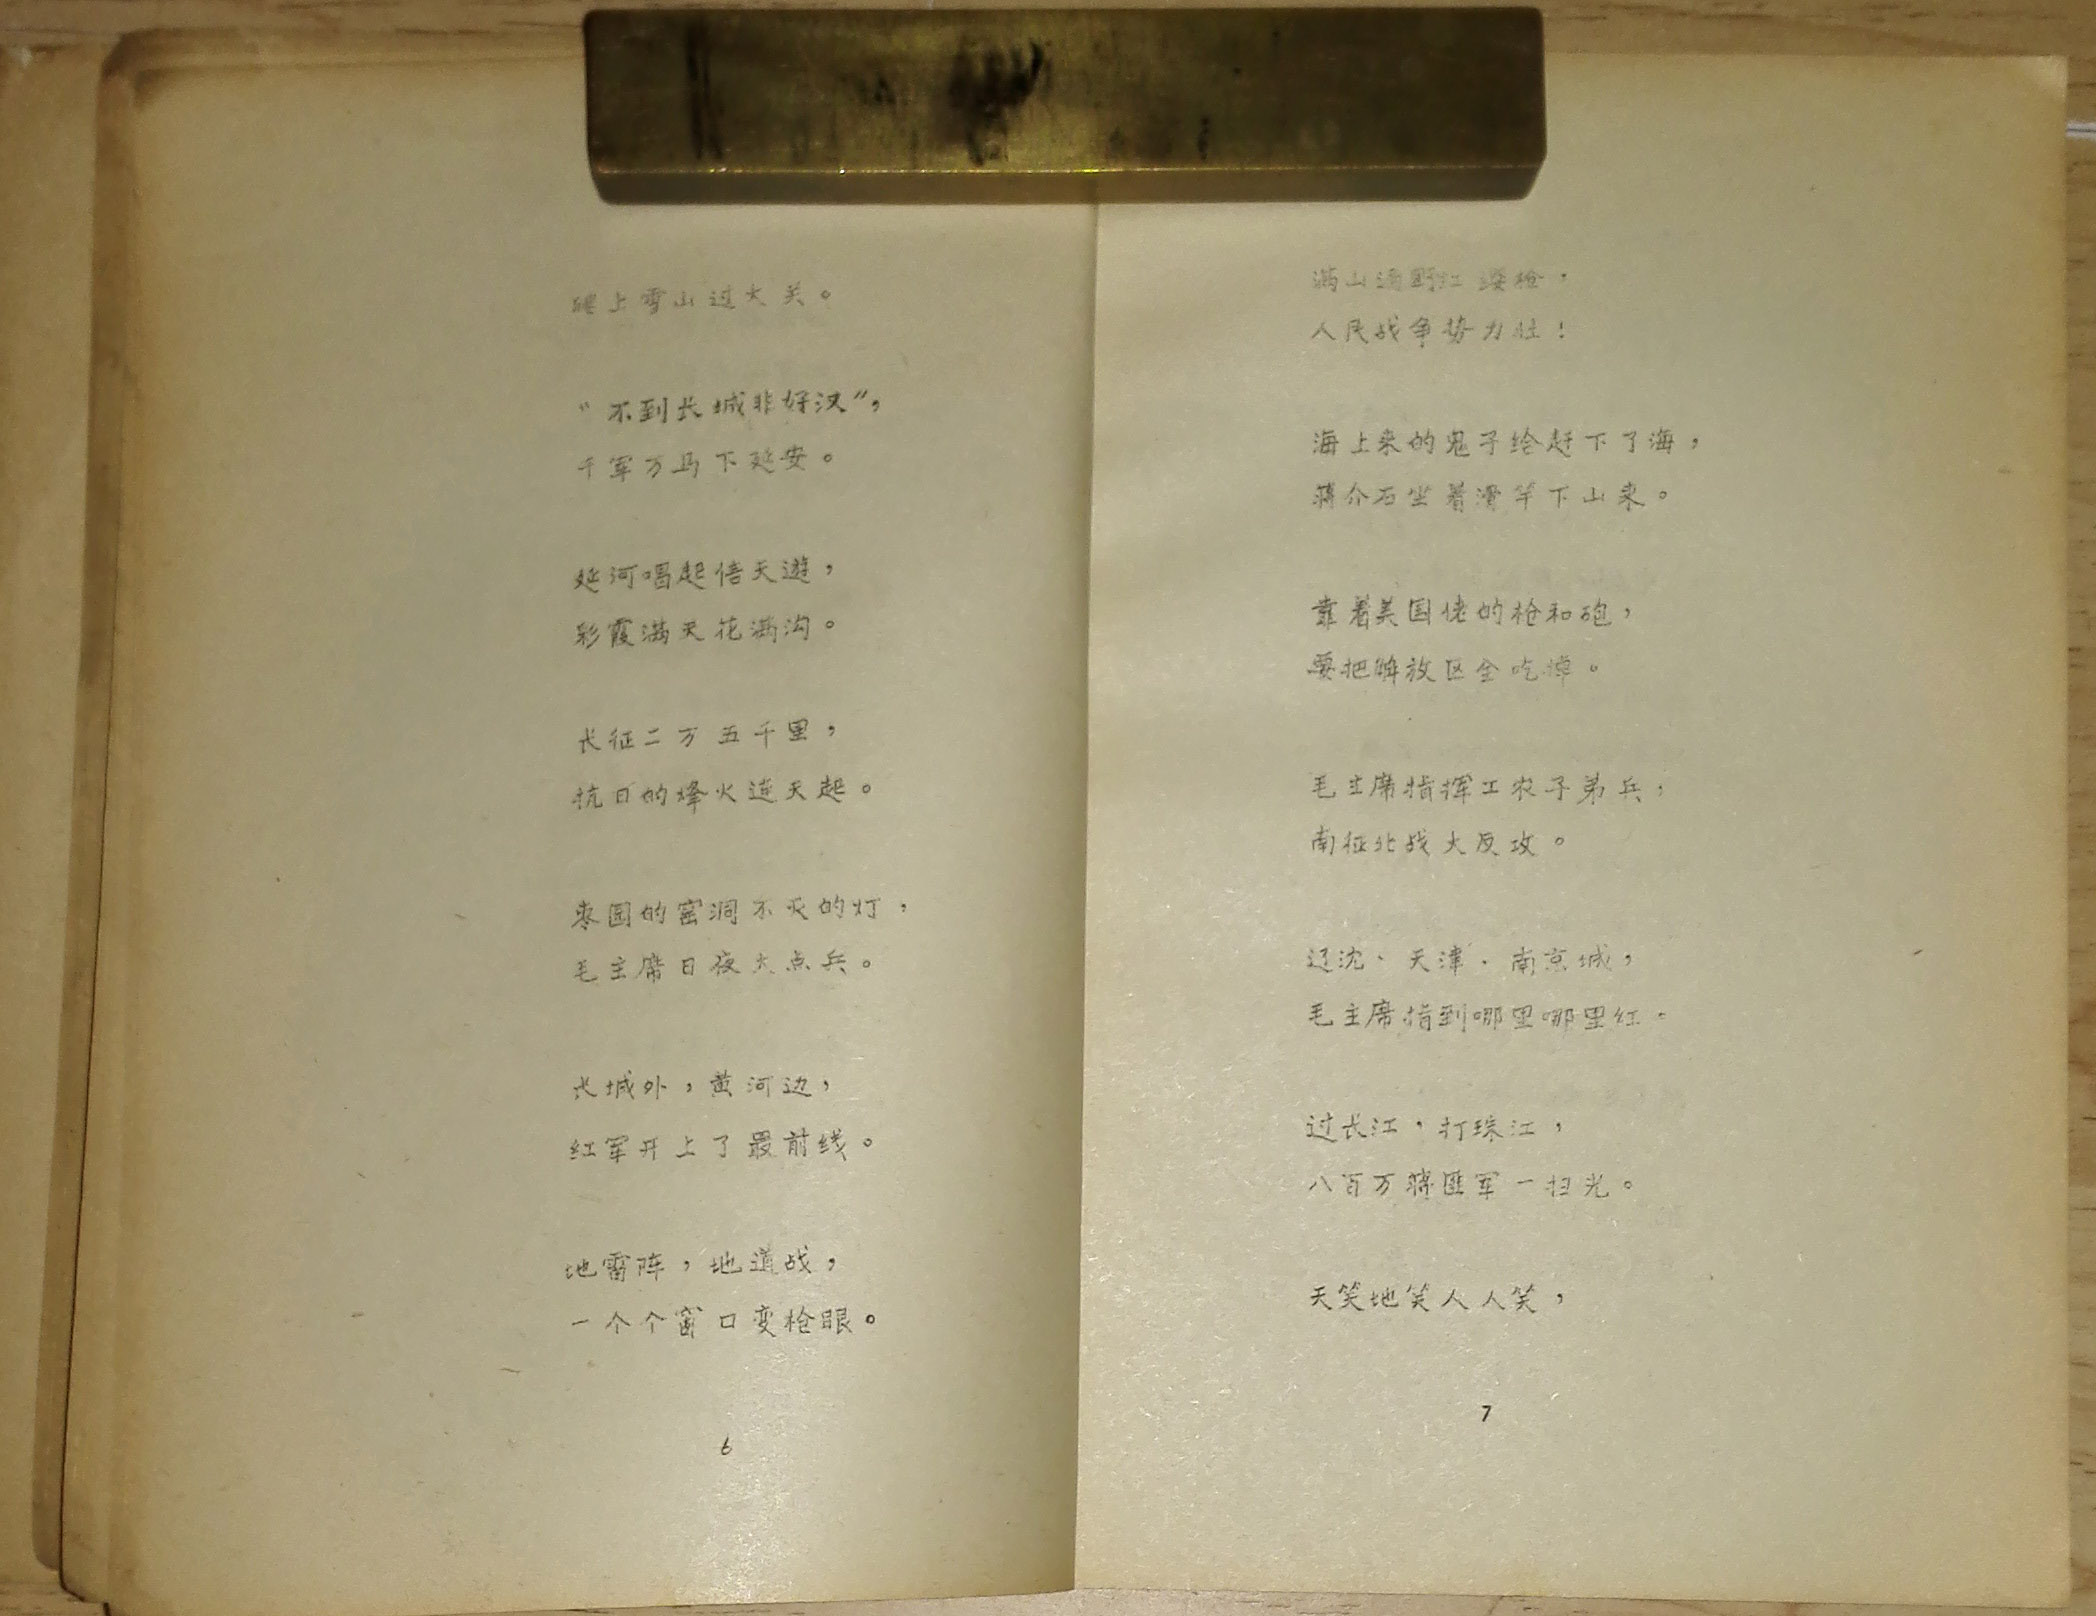 爬上雪山过大关。
“不到长城非好汉”，
千军万马下延安。
延河唱起信天遊，
彩霞满天花满沟。
长征二万五千里，
抗日的烽火连天起。
枣园的窑洞不灭的灯，
毛主席日夜大点兵。
长城外，黄河边，
红军开上了最前线。
地雷阵，地道战，
一个个窗口变枪眼。
6
满山遍野红缨枪，
人民战争势力壮！
海上来的鬼子给赶下了海，
蒋介石坐着滑竿下山来。
靠着美国佬的枪和砲，
要把解放区全吃掉。
毛主席指挥工农子弟兵，
南征北战大反攻。
辽沈、天津、南京城，
毛主席指到哪里哪里红。
过长江，打珠江，
八百万蒋匪军一扫光。
天笑地笑人人笑，
7